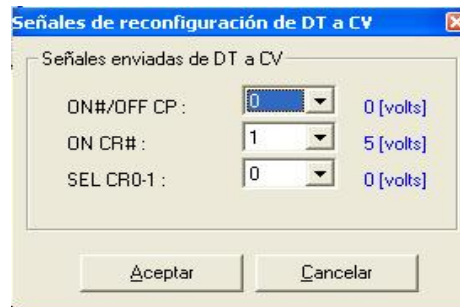 Señales de reconfiguración de DT a CV
Señales enviadas de DT a CV
ON#/OFF CP : 0 0 [volts]
ON CR# : 1 5 [volts]
SEL CR0-1 : 0 0 [volts]
Aceptar Cancelar